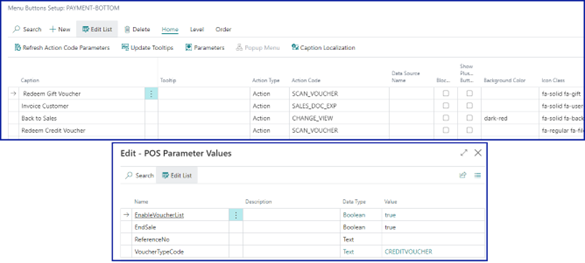 Menu Buttons Setup: PAYMENT-BOTTOM
Search + New Edit List Delete Home Level Order
Refresh Action Code Parameters Update Tooltips Parameters Popup Menu Caption Localization
Caption Tooltip Action Type Action Code Data Source Name Bloc... Show Plus... Butt... Background Color Icon Class
Redeem Gift Voucher Action SCAN_VOUCHER fa-solid fa-gift
Invoice Customer Action SALES_DOC_EXP fa-solid fa-user
Back to Sales Action CHANGE_VIEW dark-red fa-solid fa-back
Redeem Credit Voucher Action SCAN_VOUCHER fa-regular fa-fil
Edit - POS Parameter Values
Search Edit List
Name Description Data Type Value
EnableVoucherList Boolean true
EndSale Boolean true
ReferenceNo Text
VoucherTypeCode Text CREDITVOUCHER